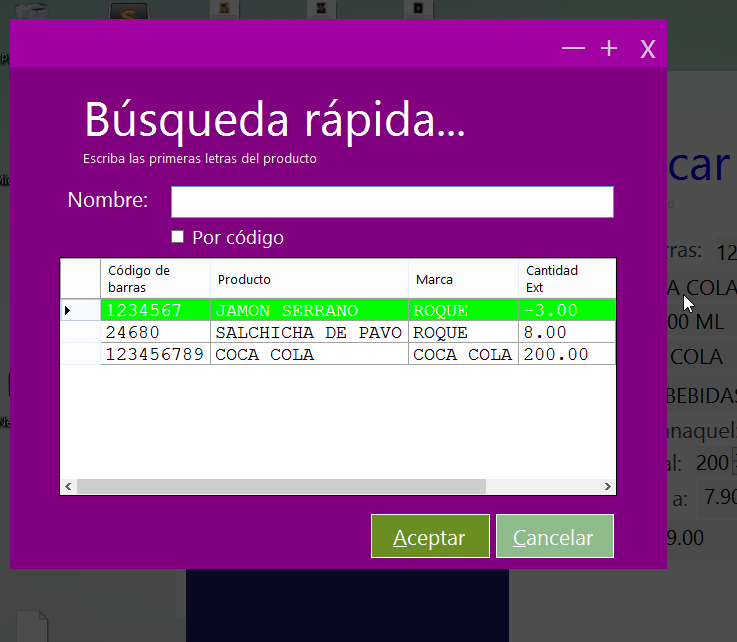 — + X
Búsqueda rápida...
Escriba las primeras letras del producto
Nombre:
Por código
Código de barras Producto Marca Cantidad Ext
1234567 JAMON SERRANO ROQUE -3.00
24680 SALCHICHA DE PAVO ROQUE 8.00
123456789 COCA COLA COCA COLA 200.00
Aceptar Cancelar
car
rras: 12
A COLA
00 ML
COLA
BEBIDAS
naquel:
al: 200
a: 7.90
9.00